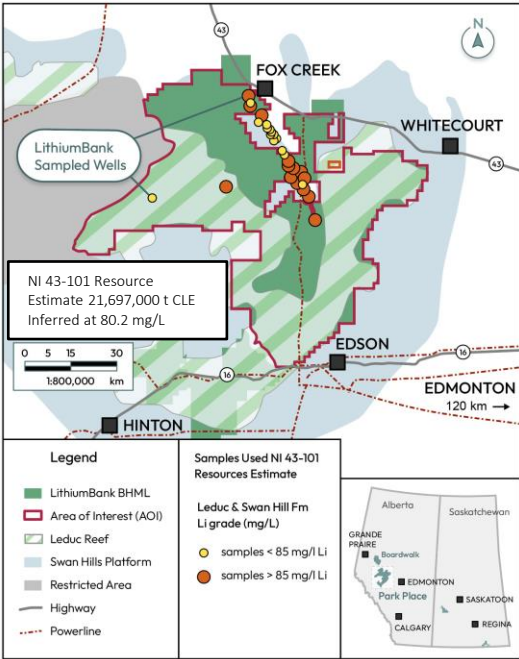 43
N
FOX CREEK
WHITECOURT
LithiumBank
Sampled Wells
43
NI 43-101 Resource
Estimate 21,697,000 t CLE
Inferred at 80.2 mg/L
0 5 15 30
1:800,000 km
EDSON
16
16
EDMONTON
120 km →
HINTON
Legend
LithiumBank BHML
Area of Interest (AOI)
Leduc Reef
Swan Hills Platform
Restricted Area
Highway
Powerline
Samples Used NI 43-101
Resources Estimate
Leduc & Swan Hill Fm
Li grade (mg/L)
samples < 85 mg/l Li
samples > 85 mg/l Li
Alberta
Saskatchewan
GRANDE
PRAIRE
Boardwalk
EDMONTON
Park Place
SASKATOON
CALGARY
REGINA